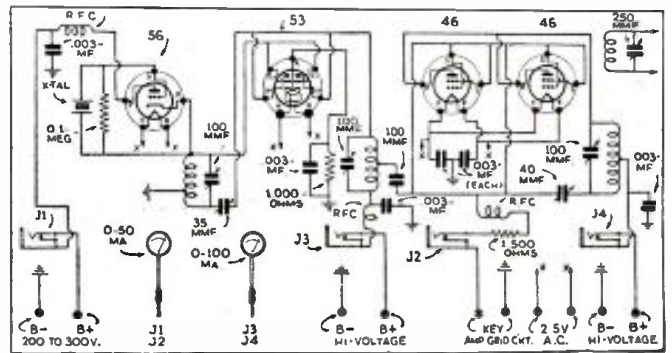 R.F.C
.003-
MF
56
53
46
46
250
MMF
X-TAL
0.1-
MEG
100
MMF
.003-
MF
100
MMF
100
MMF
.003-
MF
(EACH)
100
MMF
40
MMF
.003-
MF
1,000
OHMS
35
MMF
RFC
.003-
MF
R.F.C.
1,500
OHMS
J1
0-50
MA
0-100
MA
J3
J2
J4
X
X
X
X
X
X
X
X
B-
B+
200 TO 300V.
J1
J2
J3
J4
B-
B+
HI-VOLTAGE
KEY
AMP GRID CKT.
2.5V
A.C.
B-
B+
HI-VOLTAGE